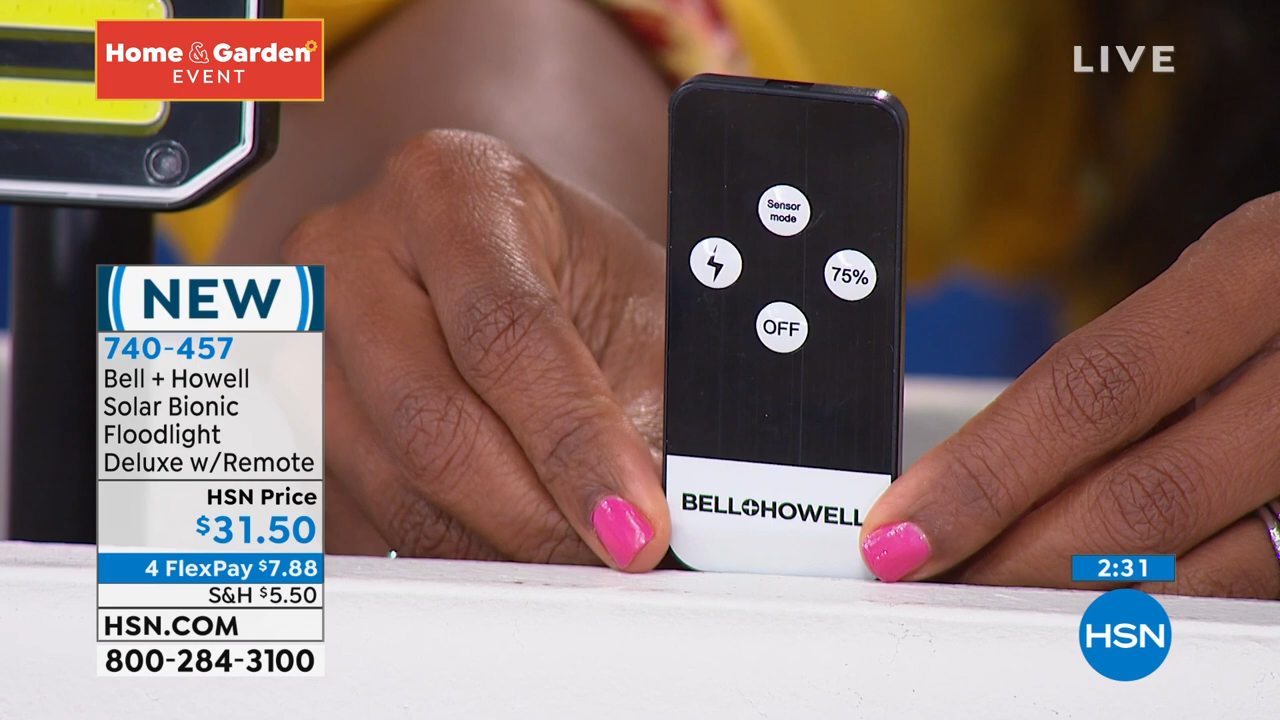 Home & Garden
EVENT
LIVE
NEW
740-457
Bell + Howell
Solar Bionic
Floodlight
Deluxe w/Remote
HSN Price
$31.50
4 FlexPay $7.88
S&H $5.50
HSN.COM
800-284-3100
Sensor
mode
75%
OFF
BELL+HOWELL
2:31
HSN